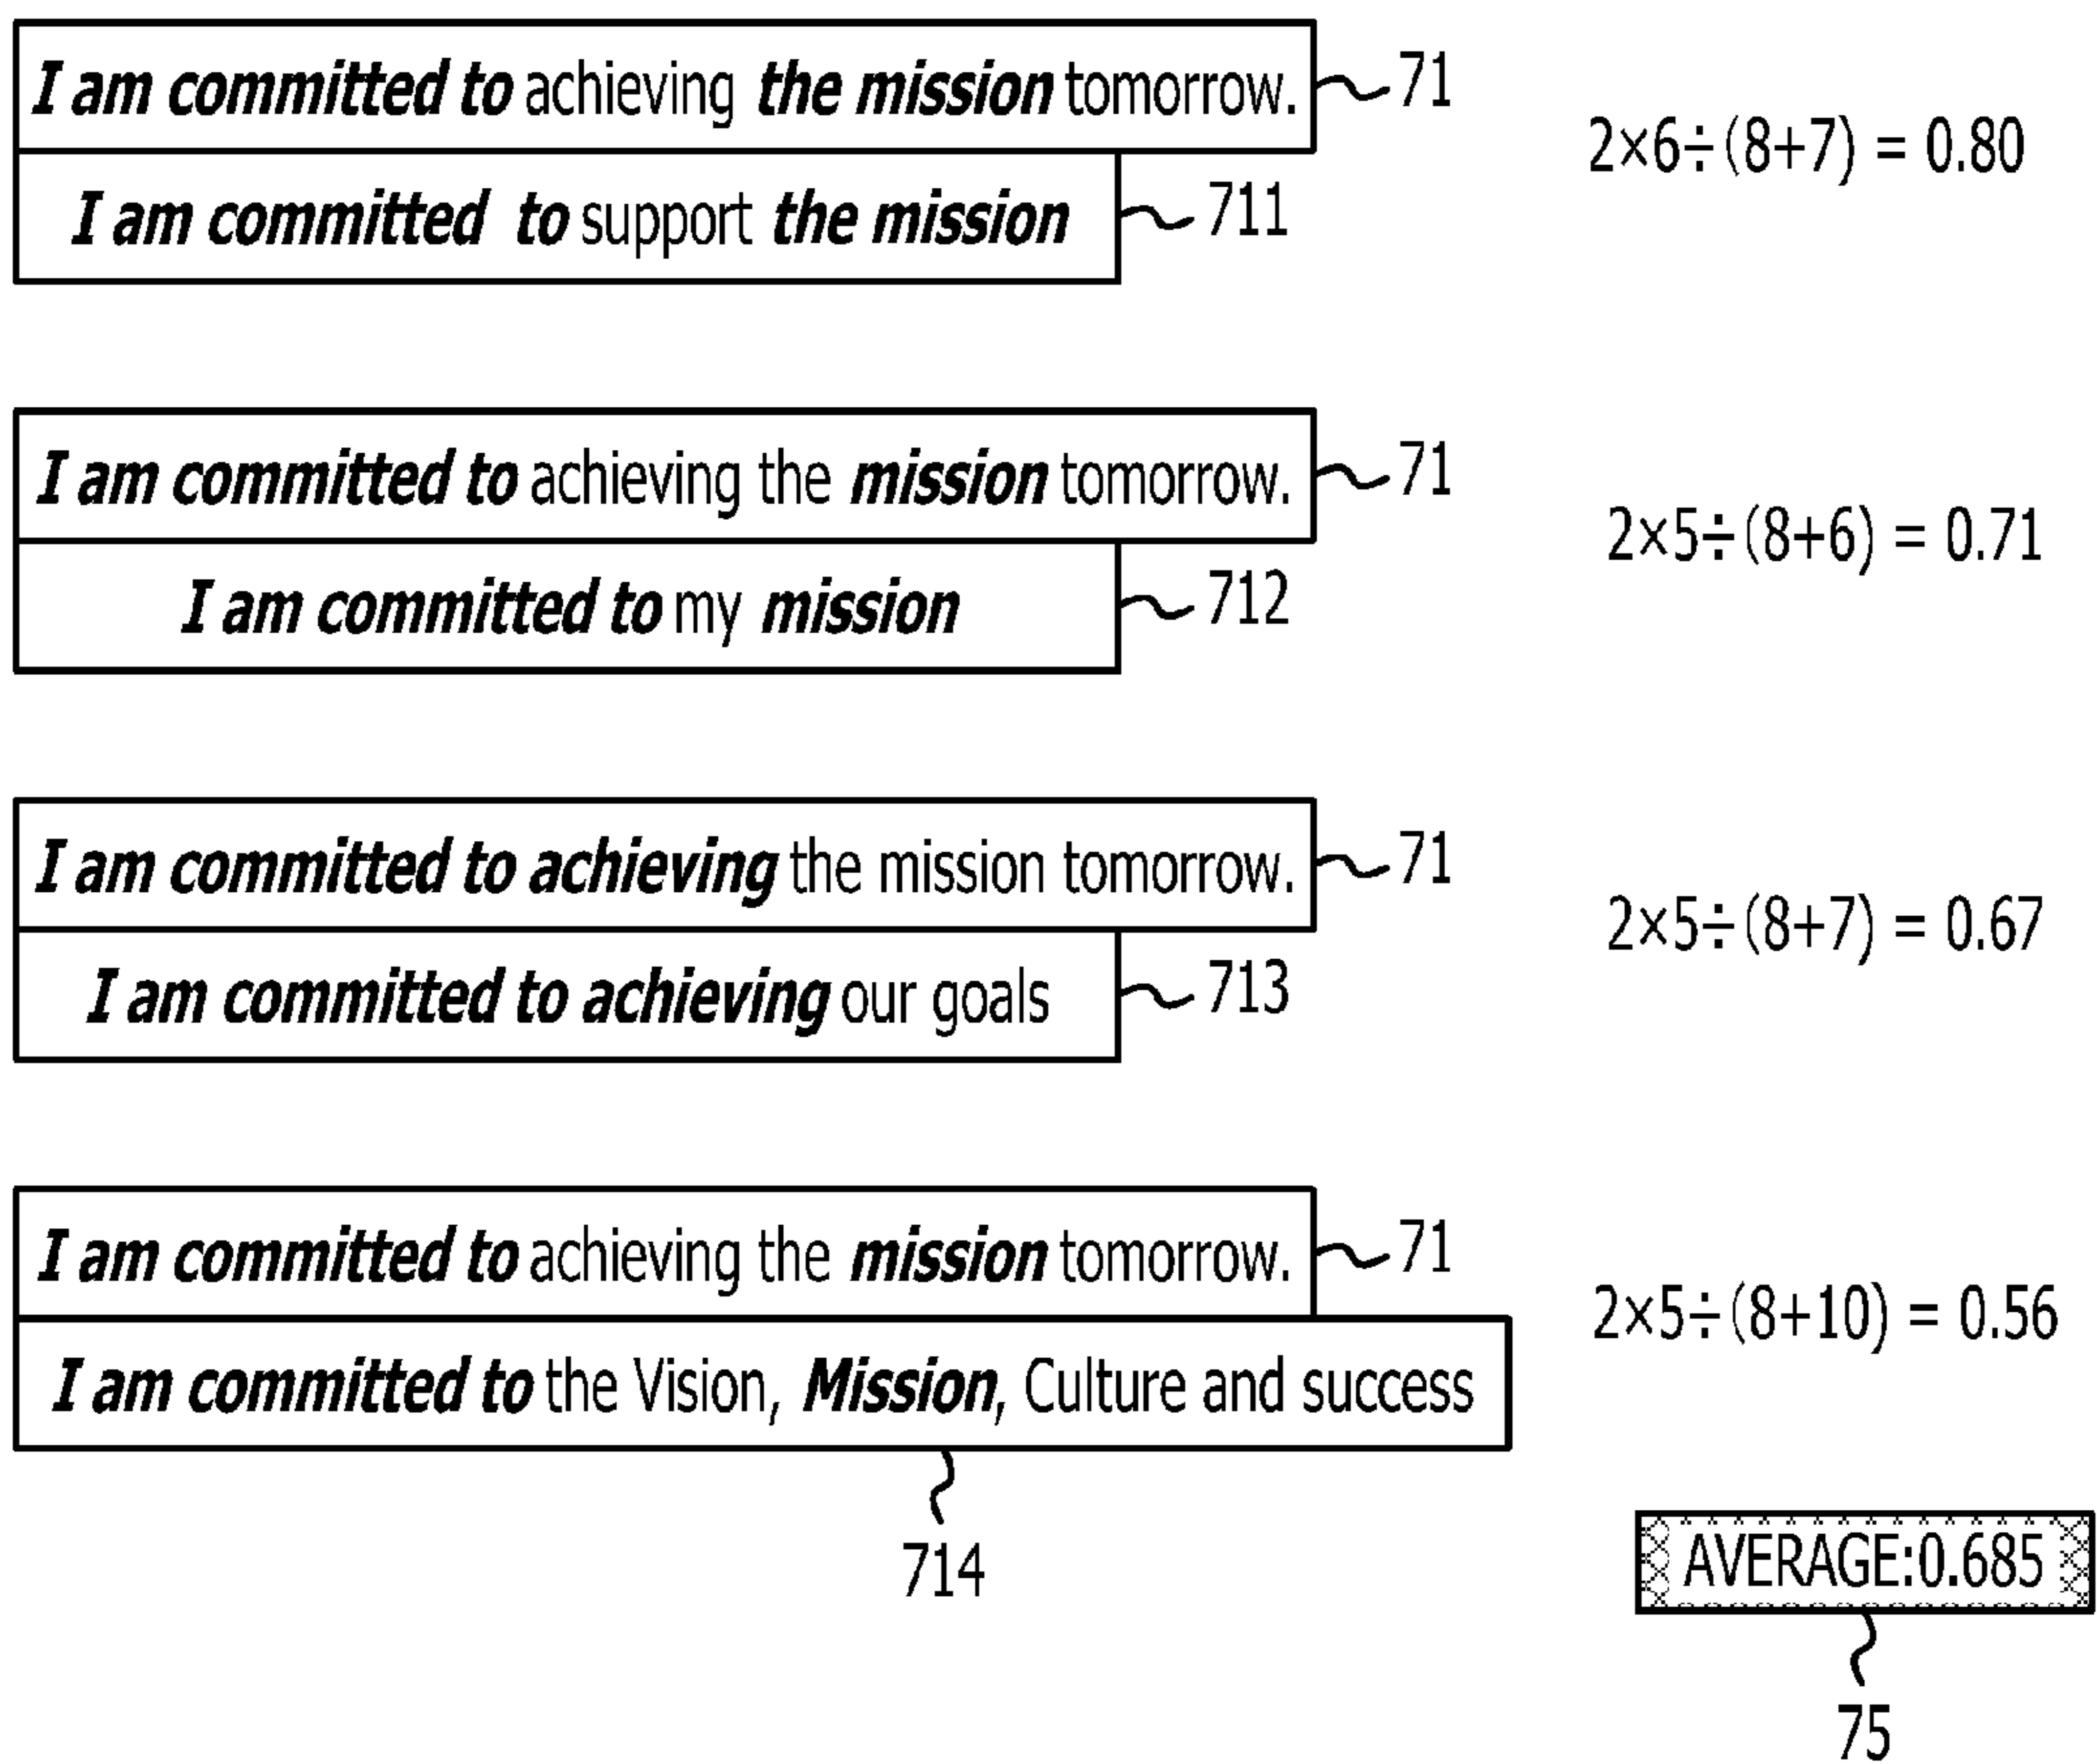 I am committed to achieving the mission tomorrow. 71
2×6÷(8+7) = 0.80
I am committed to support the mission 711
I am committed to achieving the mission tomorrow. 71
2×5÷(8+6) = 0.71
I am committed to my mission 712
I am committed to achieving the mission tomorrow. 71
2×5÷(8+7) = 0.67
I am committed to achieving our goals 713
I am committed to achieving the mission tomorrow. 71
2×5÷(8+10) = 0.56
I am committed to the Vision, Mission, Culture and success
714
AVERAGE:0.685
75